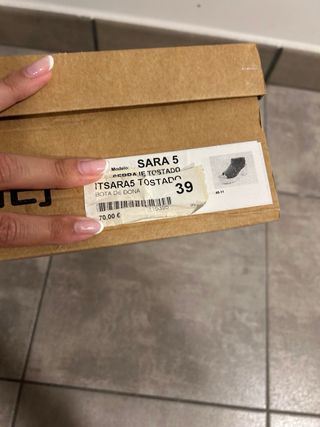 Modelo: SARA 5
SERRAJE TOSTADO
ITSARA5 TOSTADO
BOTA DE DONA
39
70,00 €